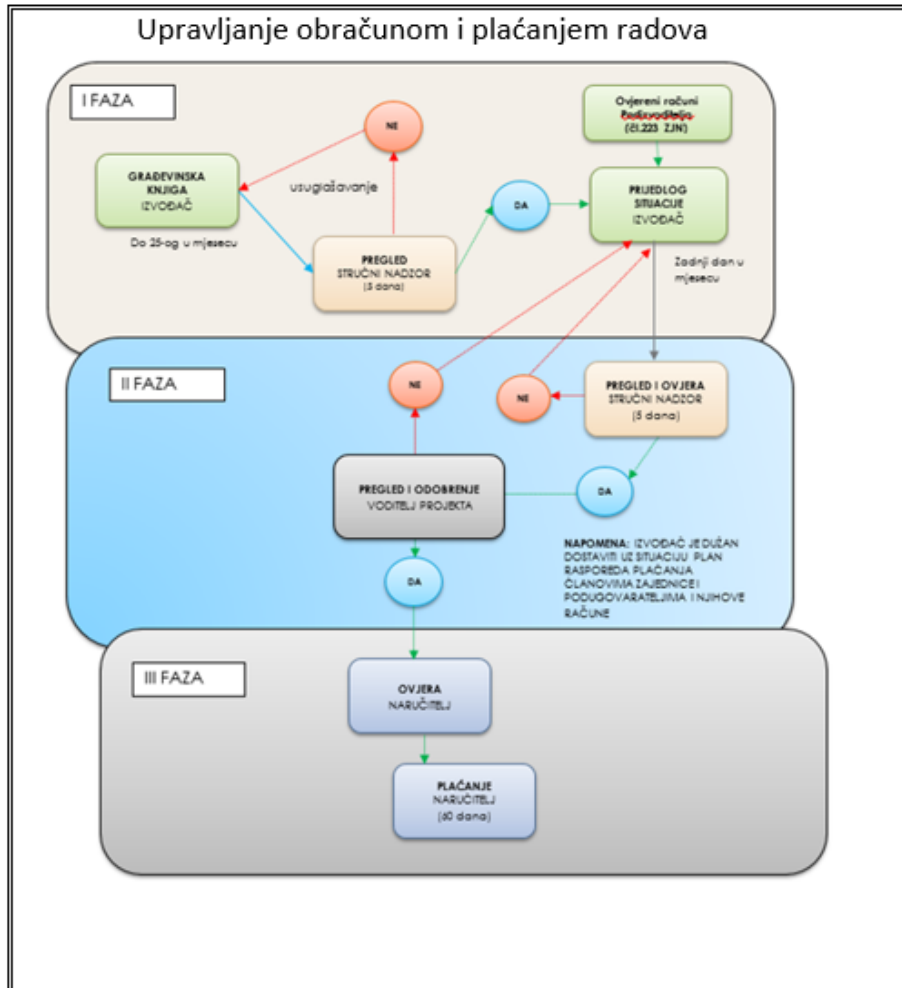 Upravljanje obračunom i plaćanjem radova
I FAZA
NE
Ovjereni računi
Podizvoditelja
(čl.223 ZJN)
GRAĐEVINSKA
KNJIGA
IZVOĐAČ
usuglašavanje
DA
PRIJEDLOG
SITUACIJE
IZVOĐAČ
Do 25-og u mjesecu
PREGLED
STRUČNI NADZOR
(5 dana)
Zadnji dan u
mjesecu
II FAZA
NE
NE
PREGLED I OVJERA
STRUČNI NADZOR
(5 dana)
PREGLED I ODOBRENJE
VODITELJ PROJEKTA
DA
NAPOMENA: IZVOĐAČ JE DUŽAN
DOSTAVITI UZ SITUACIJU PLAN
RASPOREDA PLAĆANJA
ČLANOVIMA ZAJEDNICE I
PODUGOVARATELJIMA I NJIHOVE
RAČUNE
DA
III FAZA
OVJERA
NARUČITELJ
PLAĆANJE
NARUČITELJ
(60 dana)